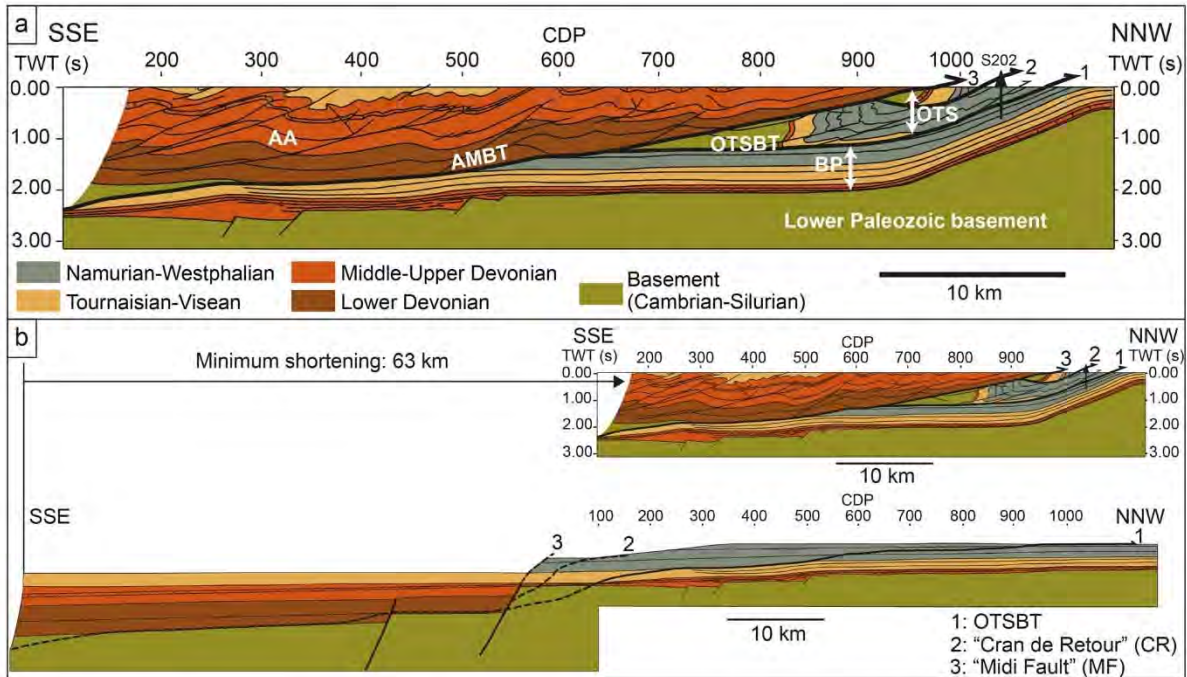 a
SSE
CDP
NNW
TWT (s)
200
300
400
500
600
700
800
900
1000
S202
3
2
1
TWT (s)
0.00
0.00
AA
OTS
1.00
OTSBT
1.00
AMBT
BP
2.00
2.00
Lower Paleozoic basement
3.00
3.00
Namurian-Westphalian
Middle-Upper Devonian
Basement
(Cambrian-Silurian)
Tournaisian-Visean
Lower Devonian
10 km
b
Minimum shortening: 63 km
SSE
CDP
NNW
TWT (s)
200 300 400 500 600 700 800 900
3
2
1
TWT (s)
0.00
0.00
1.00
1.00
2.00
2.00
3.00
3.00
10 km
SSE
CDP
NNW
100 200 300 400 500 600 700 800 900 1000
3
2
1
10 km
1: OTSBT
2: “Cran de Retour” (CR)
3: “Midi Fault” (MF)